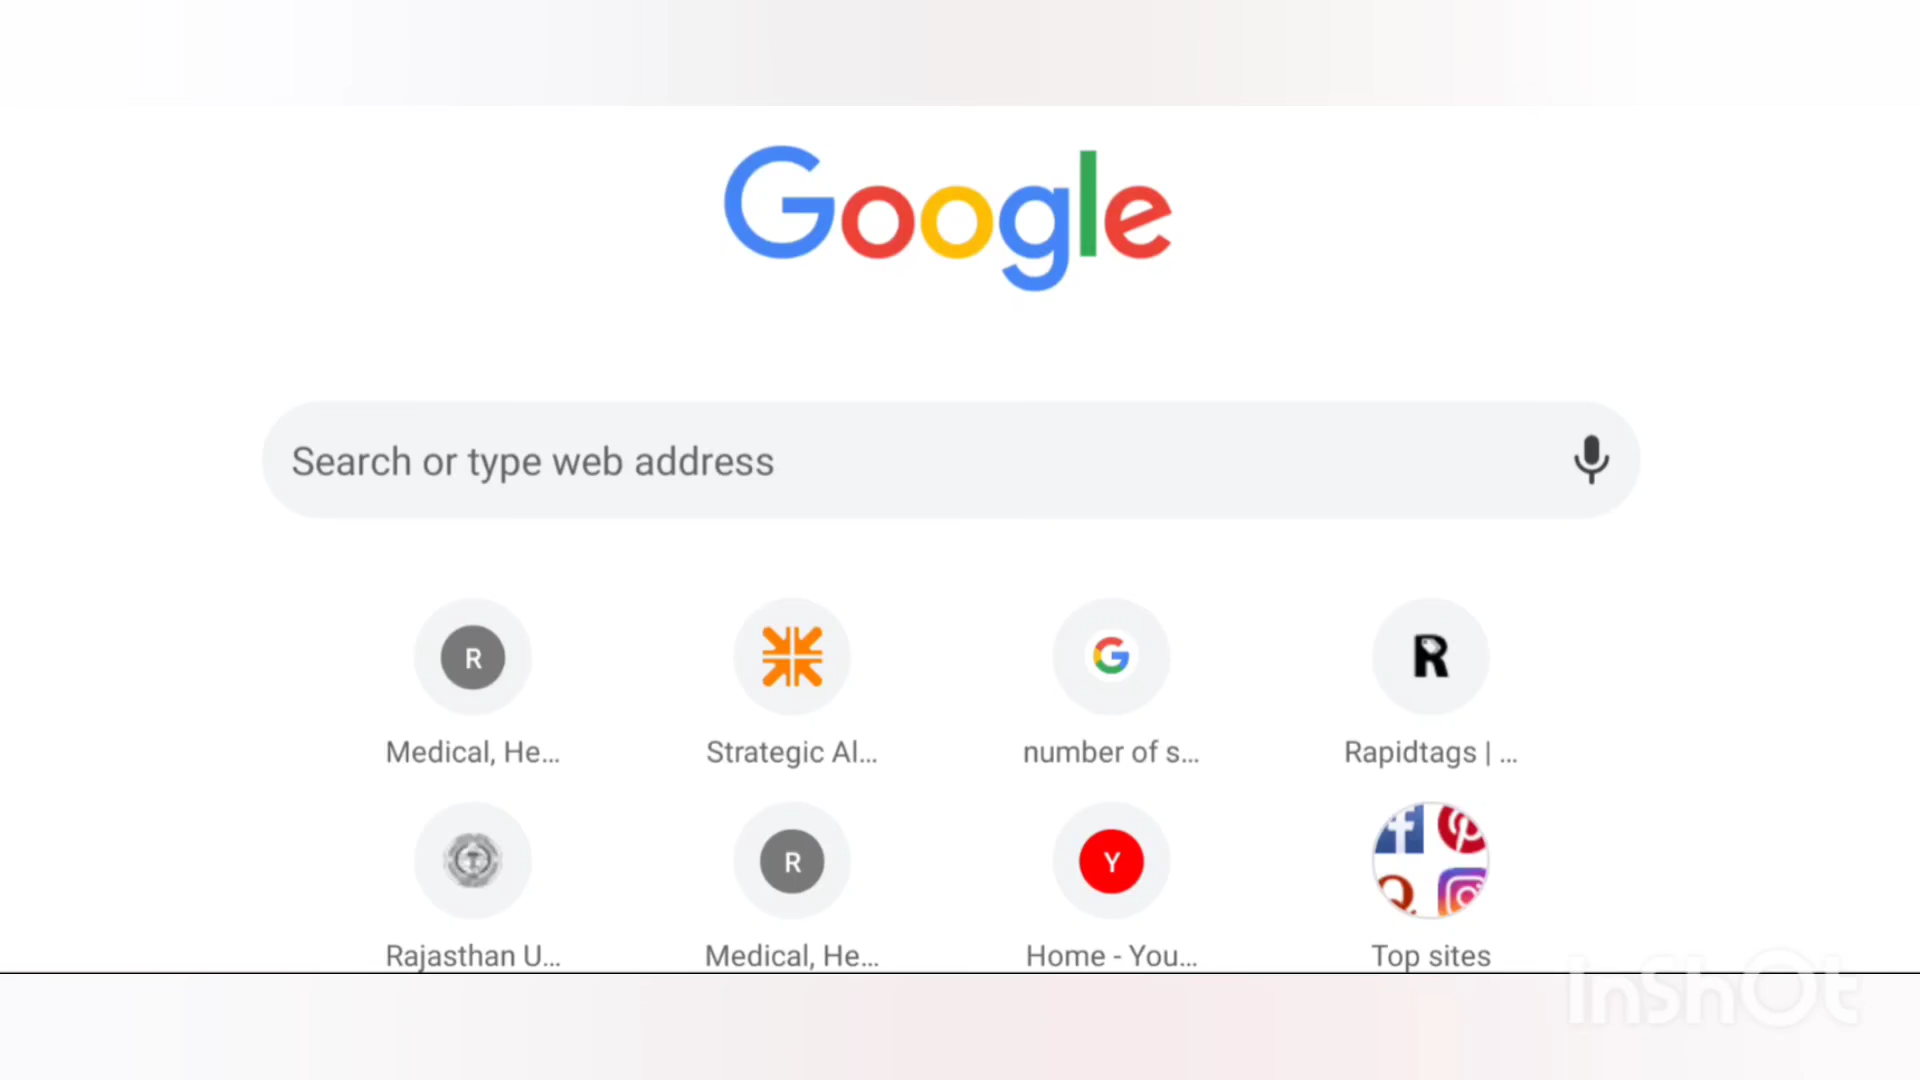 Google
Search or type web address
R
Medical, He...
Strategic Al...
G
number of s...
R
Rapidtags | ...
Rajasthan U...
R
Medical, He...
Y
Home - You...
Top sites
InShOt